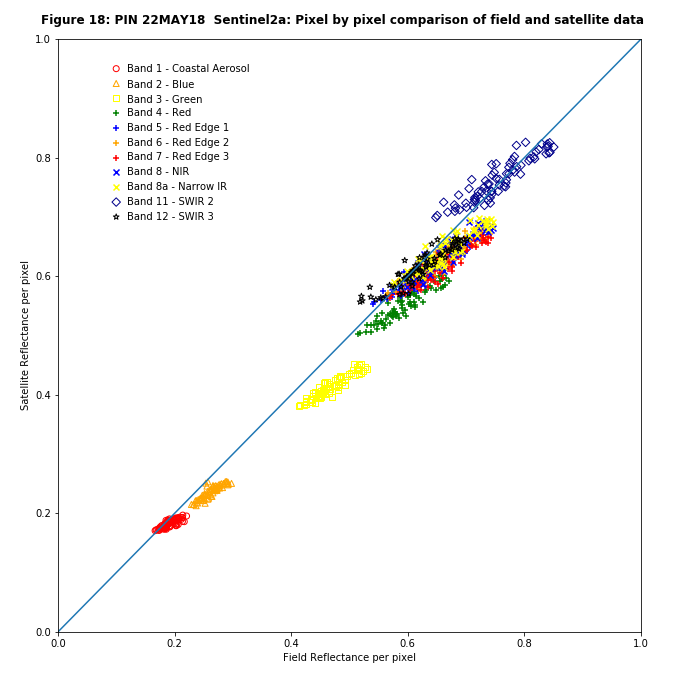 Figure 18: PIN 22MAY18  Sentinel2a: Pixel by pixel comparison of field and satellite data
1.0
Band 1 - Coastal Aerosol
Band 2 - Blue
Band 3 - Green
Band 4 - Red
Band 5 - Red Edge 1
Band 6 - Red Edge 2
Band 7 - Red Edge 3
Band 8 - NIR
Band 8a - Narrow IR
Band 11 - SWIR 2
Band 12 - SWIR 3
0.8
0.6
0.4
0.2
0.0
Satellite Reflectance per pixel
0.0 0.2 0.4 0.6 0.8 1.0
Field Reflectance per pixel